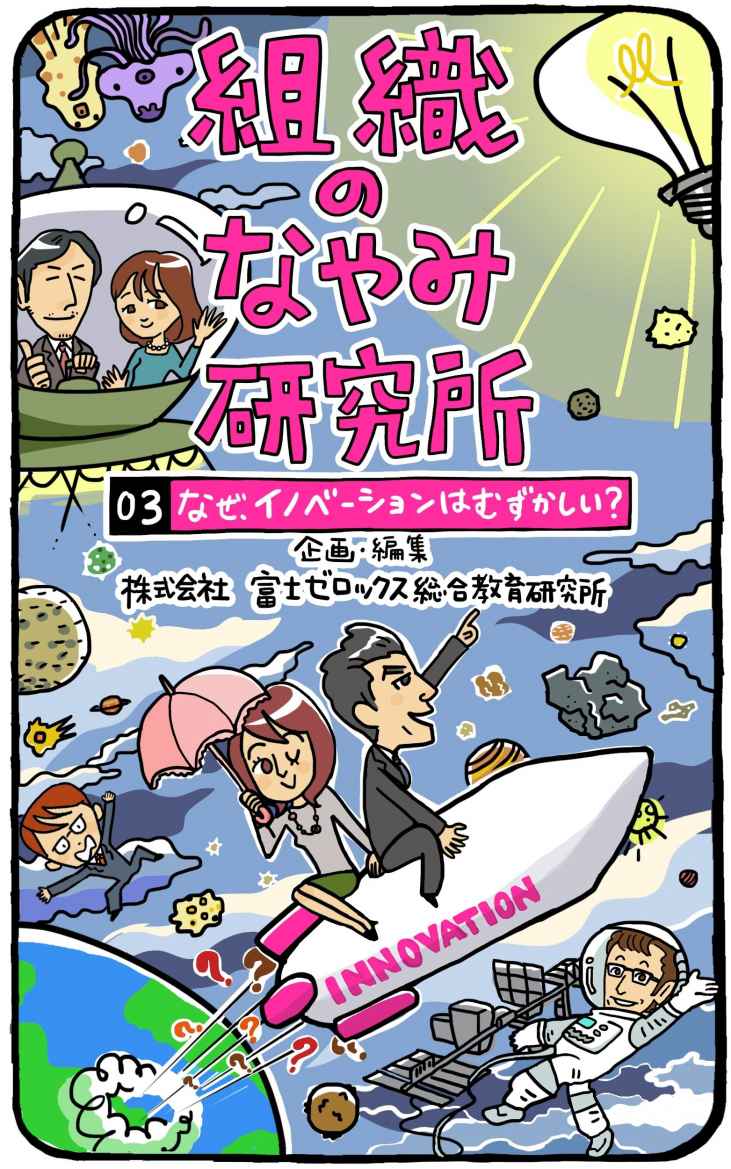 組織
の
なやみ
研究所
03 なぜ、イノベーションはむずかしい?
企画・編集
株式会社 富士ゼロックス総合教育研究所
INNOVATION
? ?
? ?
? ? ?
?